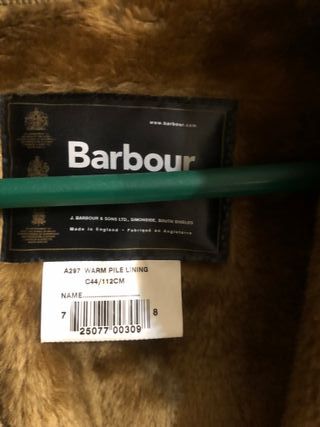 www.barbour.com
Barbour
J. BARBOUR & SONS LTD., SIMONSIDE, SOUTH SHIELDS
Made in England • Fabriqué en Angleterre
A297 WARM PILE LINING
C44/112CM
NAME
7 25077 00309 8